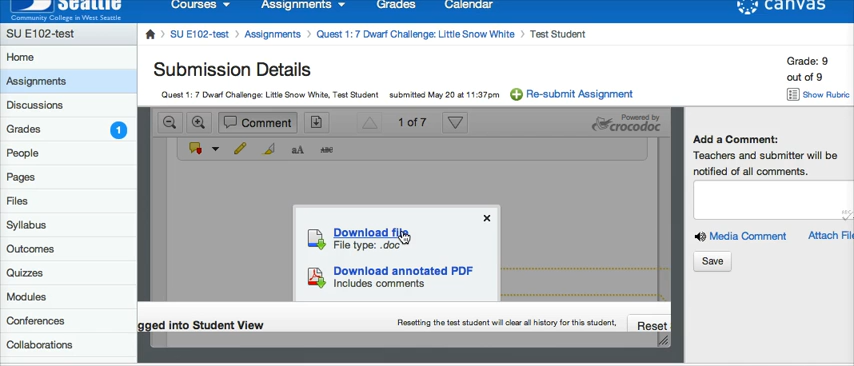 Seattle
Community College in West Seattle
Courses
Assignments
Grades
Calendar
canvas
SU E102-test
SU E102-test > Assignments > Quest 1: 7 Dwarf Challenge: Little Snow White > Test Student
Home
Assignments
Discussions
Grades 1
People
Pages
Files
Syllabus
Outcomes
Quizzes
Modules
Conferences
Collaborations
Submission Details
Grade: 9
out of 9
Show Rubric
Quest 1: 7 Dwarf Challenge: Little Snow White, Test Student submitted May 20 at 11:37pm
Re-submit Assignment
Comment
1 of 7
Powered by
crocodoc
aA
ABC
Download file
File type: .doc
Download annotated PDF
Includes comments
gged into Student View
Resetting the test student will clear all history for this student,
Reset
Add a Comment:
Teachers and submitter will be
notified of all comments.
Media Comment
Attach File
Save